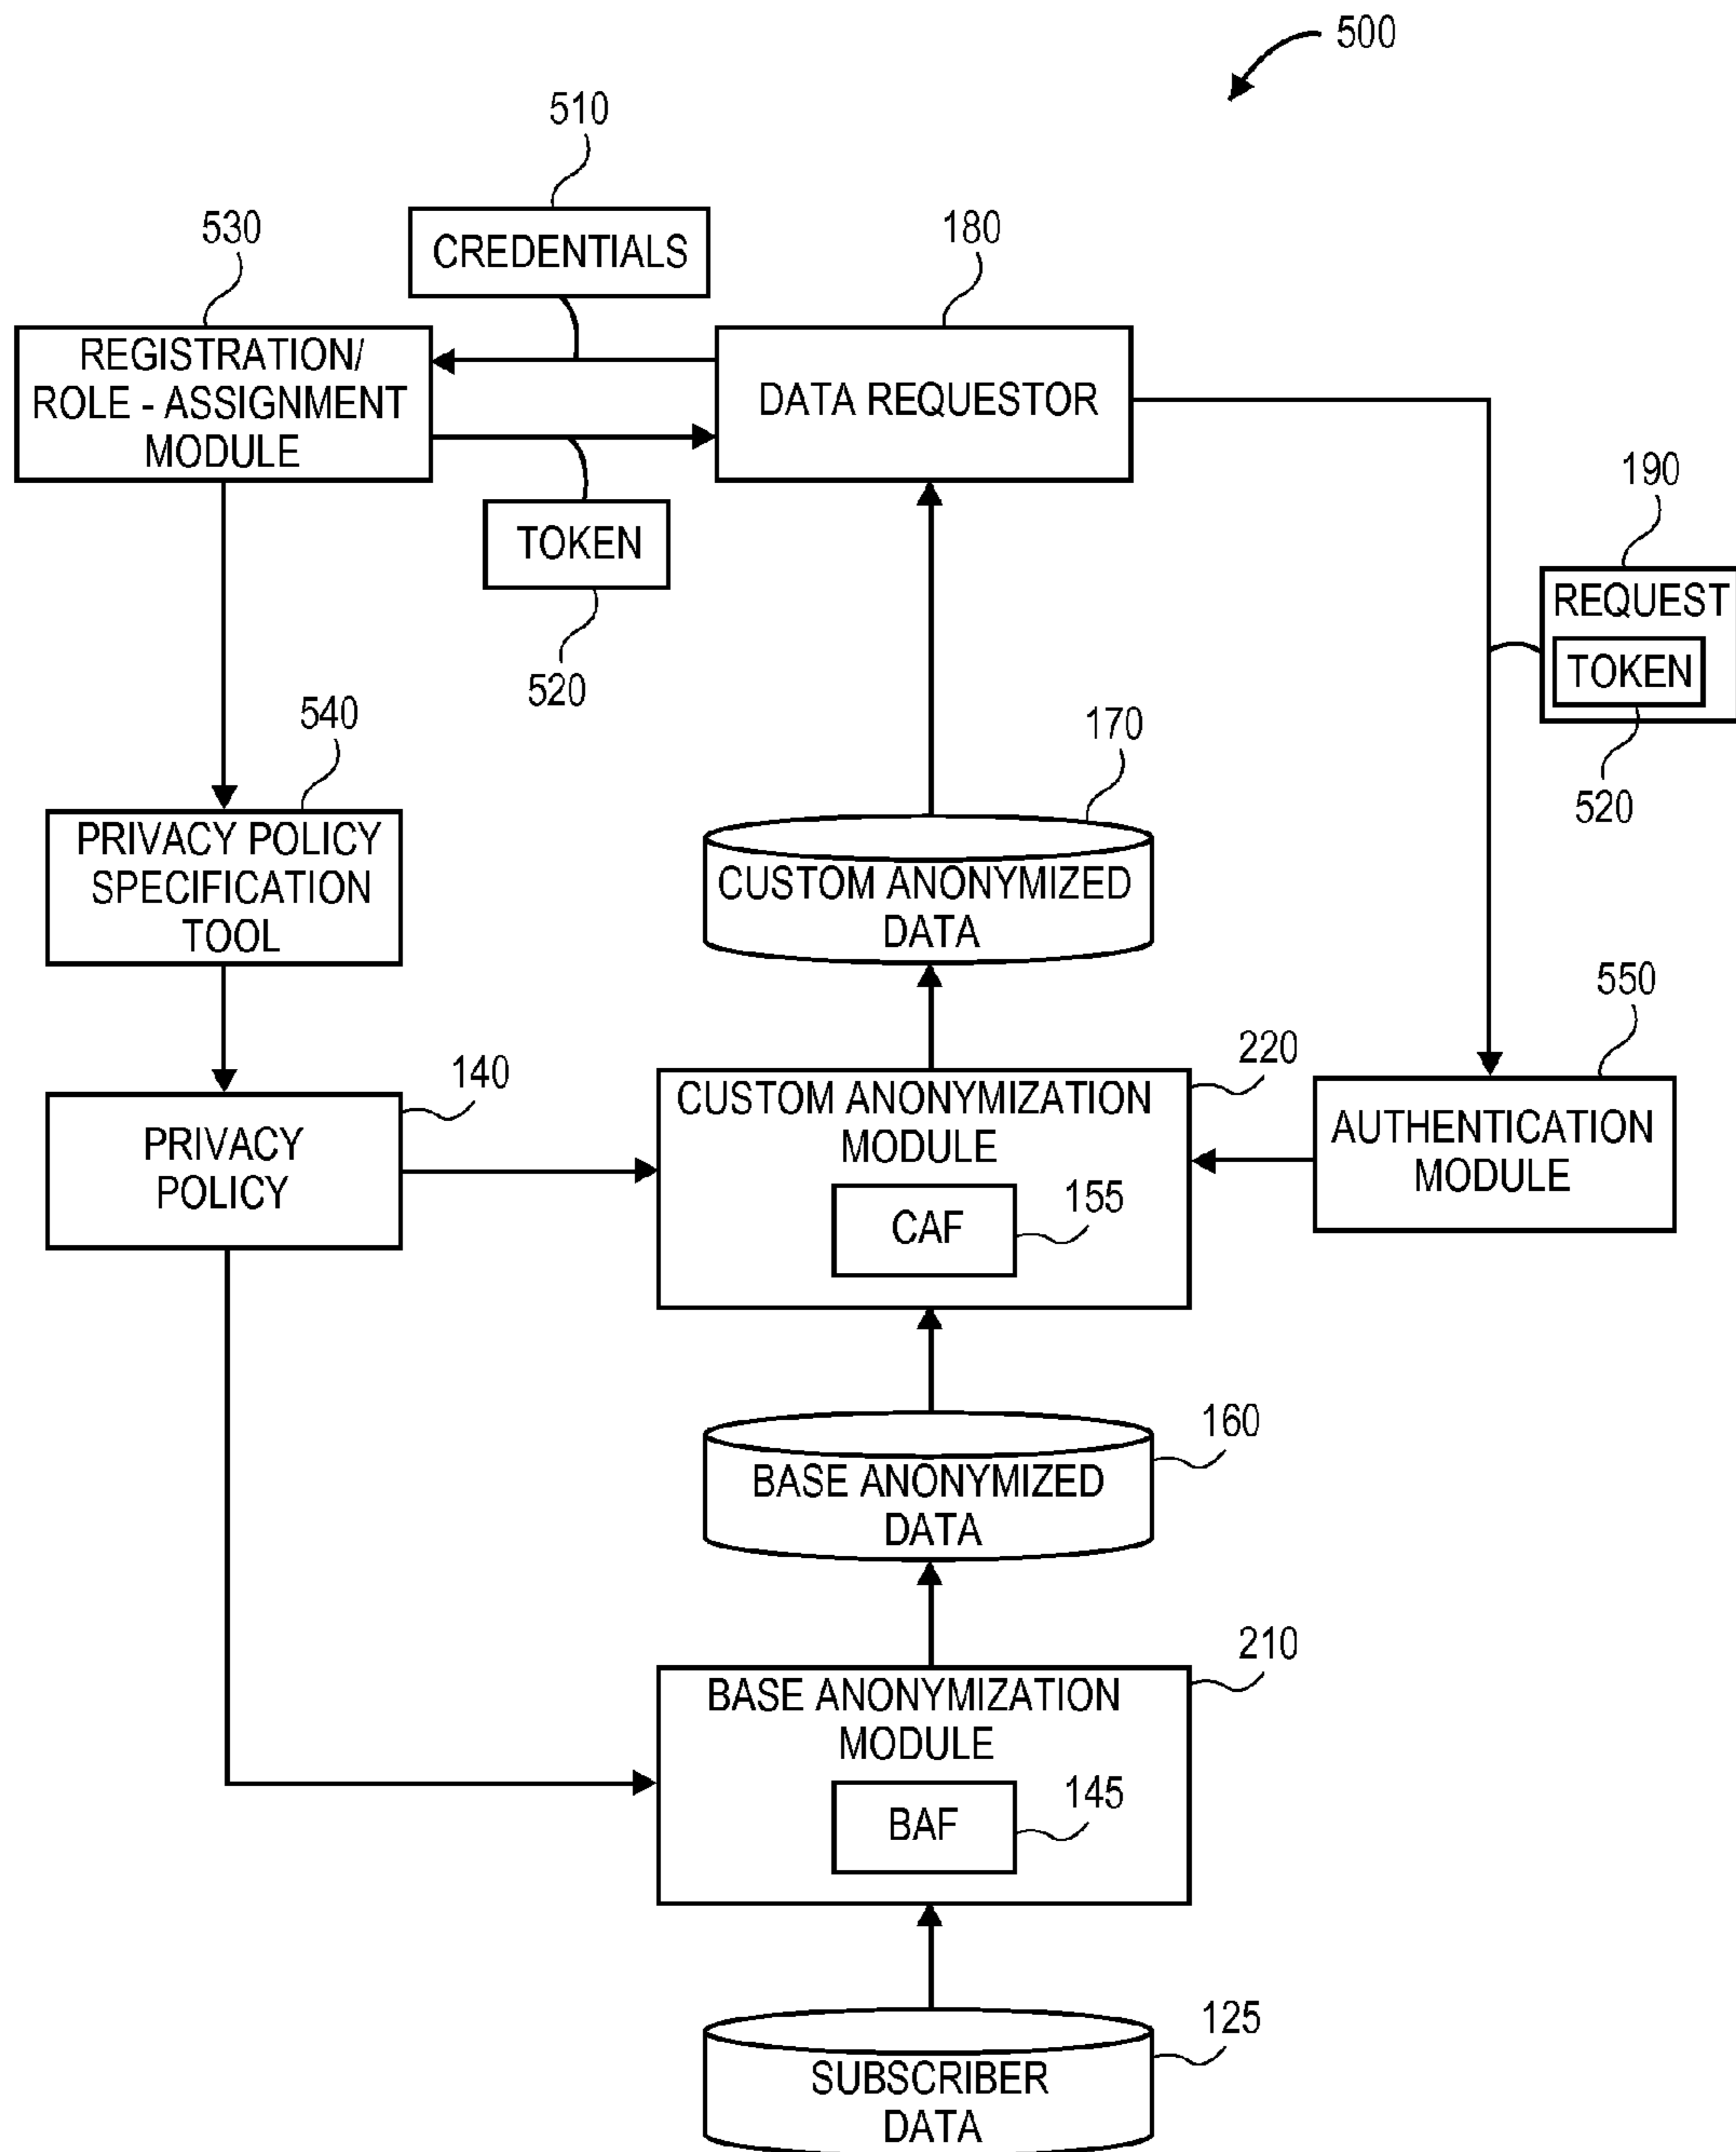 500
510
CREDENTIALS
530
REGISTRATION/
ROLE - ASSIGNMENT
MODULE
180
DATA REQUESTOR
TOKEN
520
190
REQUEST
TOKEN
520
540
PRIVACY POLICY
SPECIFICATION
TOOL
170
CUSTOM ANONYMIZED
DATA
140
PRIVACY
POLICY
220
CUSTOM ANONYMIZATION
MODULE
CAF
155
550
AUTHENTICATION
MODULE
160
BASE ANONYMIZED
DATA
210
BASE ANONYMIZATION
MODULE
BAF
145
125
SUBSCRIBER
DATA